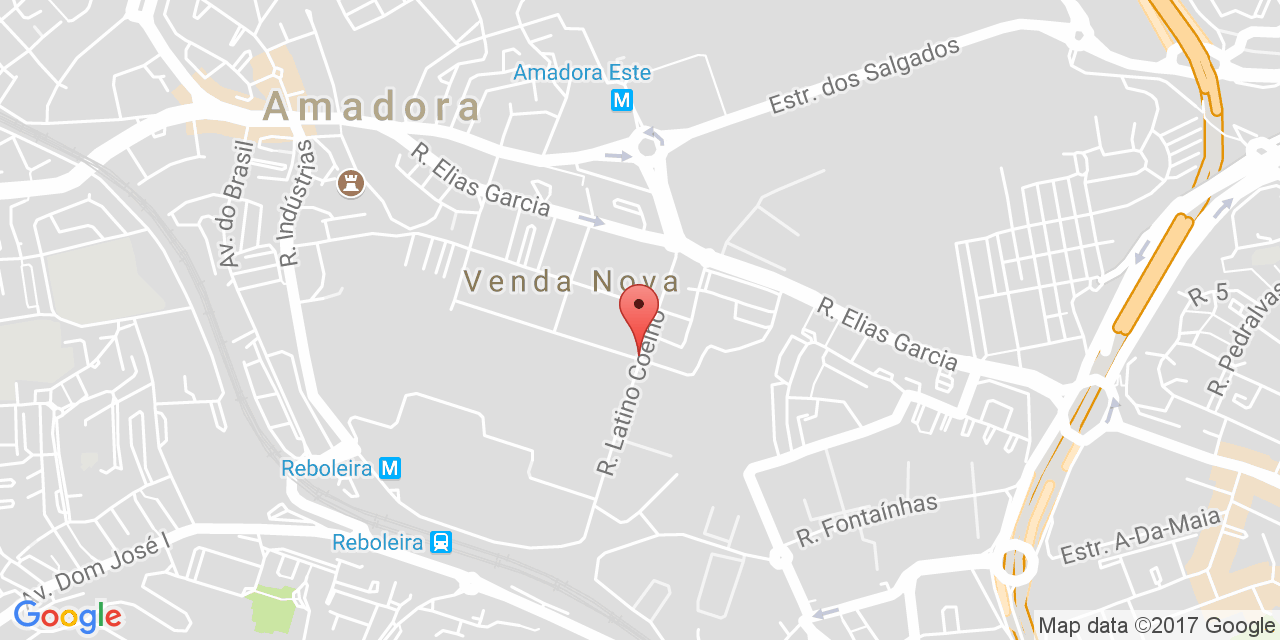 Amadora Este
M
Estr. dos Salgados
Amadora
R. Elias Garcia
Av. do Brasil
R. Indústrias
Venda Nova
R. 5
R. Pedralvas
R. Elias Garcia
R. Latino Coelho
Reboleira M
R. Fontaínhas
Estr. A-Da-Maia
Reboleira
Av. Dom José I
Google
Map data ©2017 Google